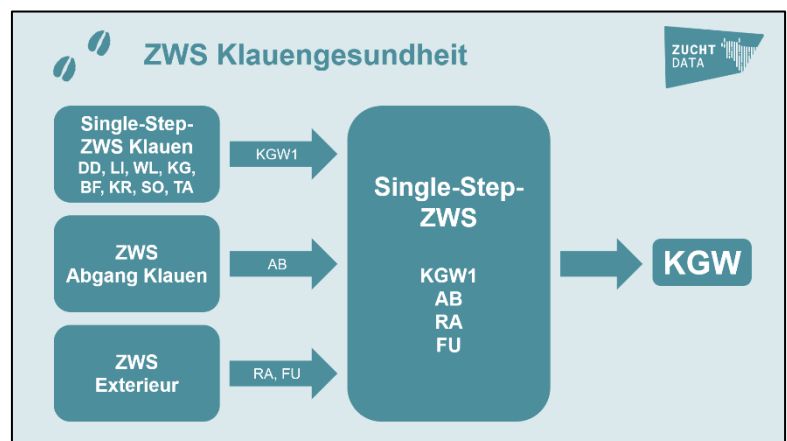 ZWS Klauengesundheit
ZUCHT
DATA
Single-Step-
ZWS Klauen
DD, LI, WL, KG,
BF, KR, SO, TA
KGW1
ZWS
Abgang Klauen
AB
ZWS
Exterieur
RA, FU
Single-Step-
ZWS
KGW1
AB
RA
FU
KGW